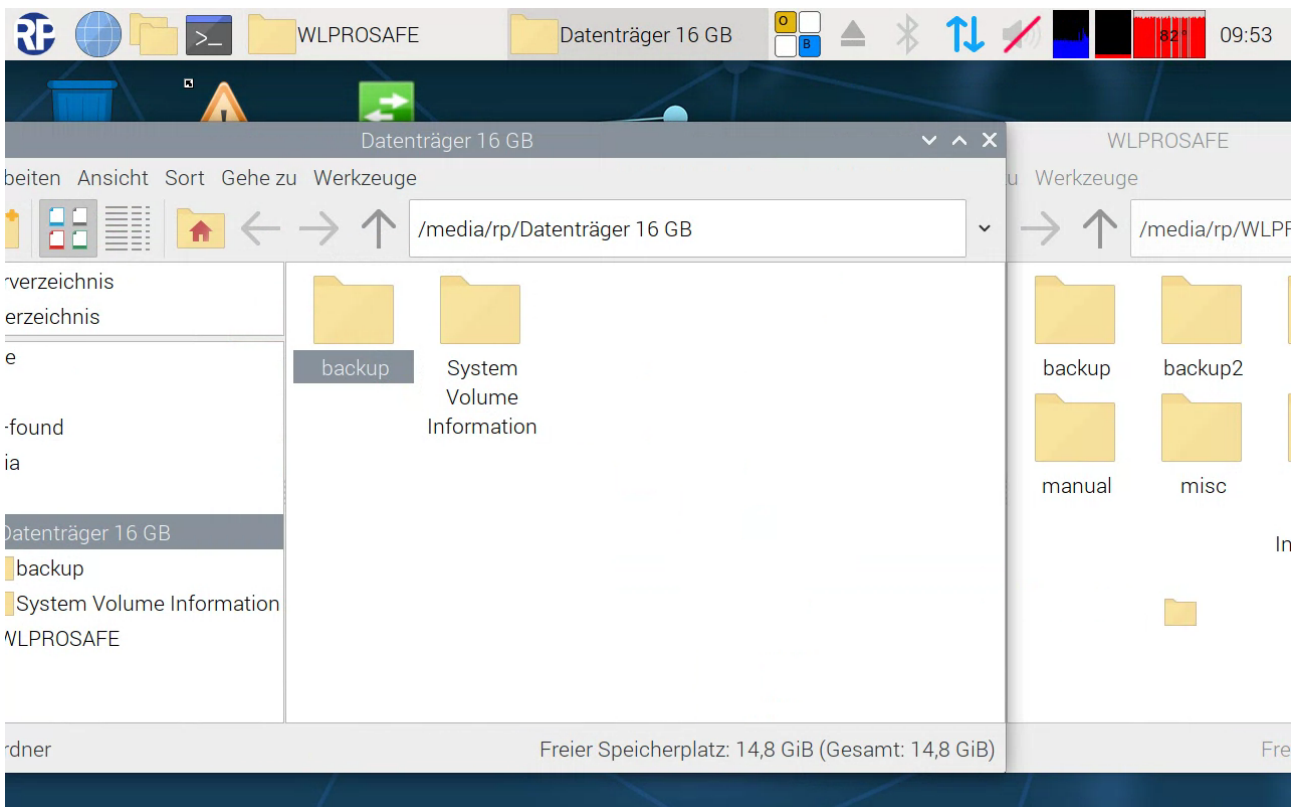 RP
>_
WLPROSAFE
Datenträger 16 GB
O
B
82°
09:53
Datenträger 16 GB
WLPROSAFE
beiten Ansicht Sort Gehe zu Werkzeuge
u Werkzeuge
/media/rp/Datenträger 16 GB
/media/rp/WLPR
rverzeichnis
erzeichnis
e
-found
ia
Datenträger 16 GB
backup
System Volume Information
WLPROSAFE
backup
System
Volume
Information
backup
backup2
manual
misc
In
rdner
Freier Speicherplatz: 14,8 GiB (Gesamt: 14,8 GiB)
Fre